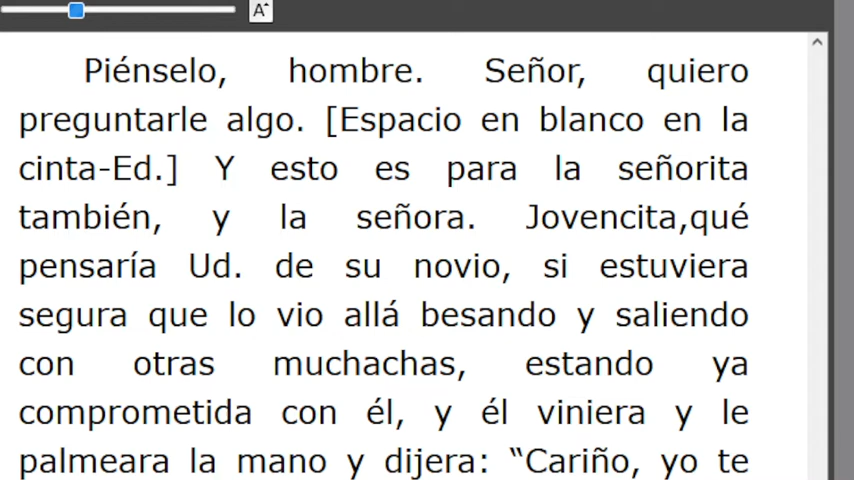 A
Piénselo, hombre. Señor, quiero
preguntarle algo. [Espacio en blanco en la
cinta-Ed.] Y esto es para la señorita
también, y la señora. Jovencita,qué
pensaría Ud. de su novio, si estuviera
segura que lo vio allá besando y saliendo
con otras muchachas, estando ya
comprometida con él, y él viniera y le
palmeara la mano y dijera: “Cariño, yo te